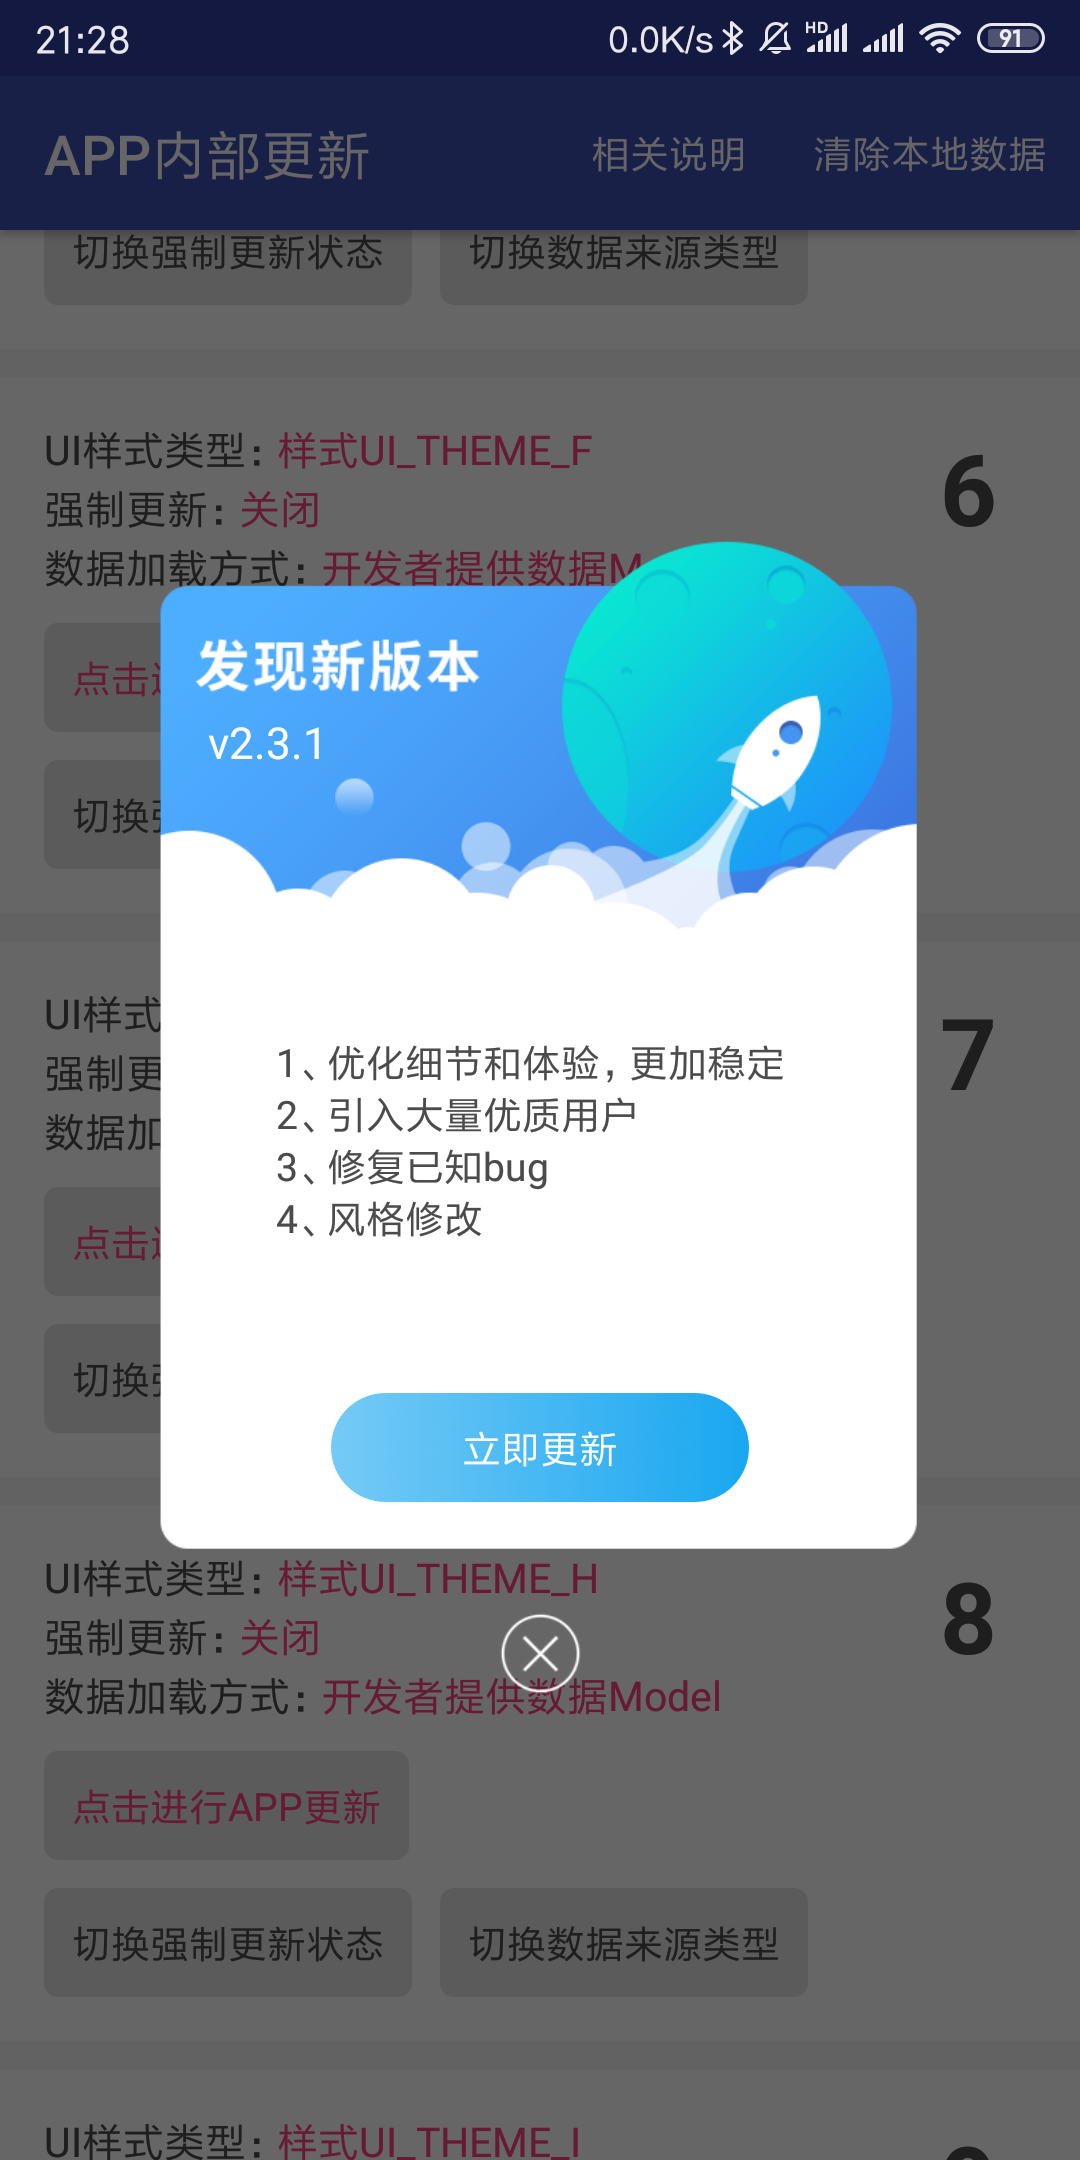 21:28
0.0K/s
HD
91
APP内部更新
相关说明
清除本地数据
切换强制更新状态
切换数据来源类型
UI样式类型：样式UI_THEME_F
6
强制更新：关闭
数据加载方式：开发者提供数据M
点击
切换
发现新版本
v2.3.1
UI样式
7
强制更
数据加
1、优化细节和体验，更加稳定
2、引入大量优质用户
3、修复已知bug
4、风格修改
点击
切换
立即更新
UI样式类型：样式UI_THEME_H
8
强制更新：关闭
数据加载方式：开发者提供数据Model
点击进行APP更新
切换强制更新状态
切换数据来源类型
UI样式类型：样式UI_THEME_I